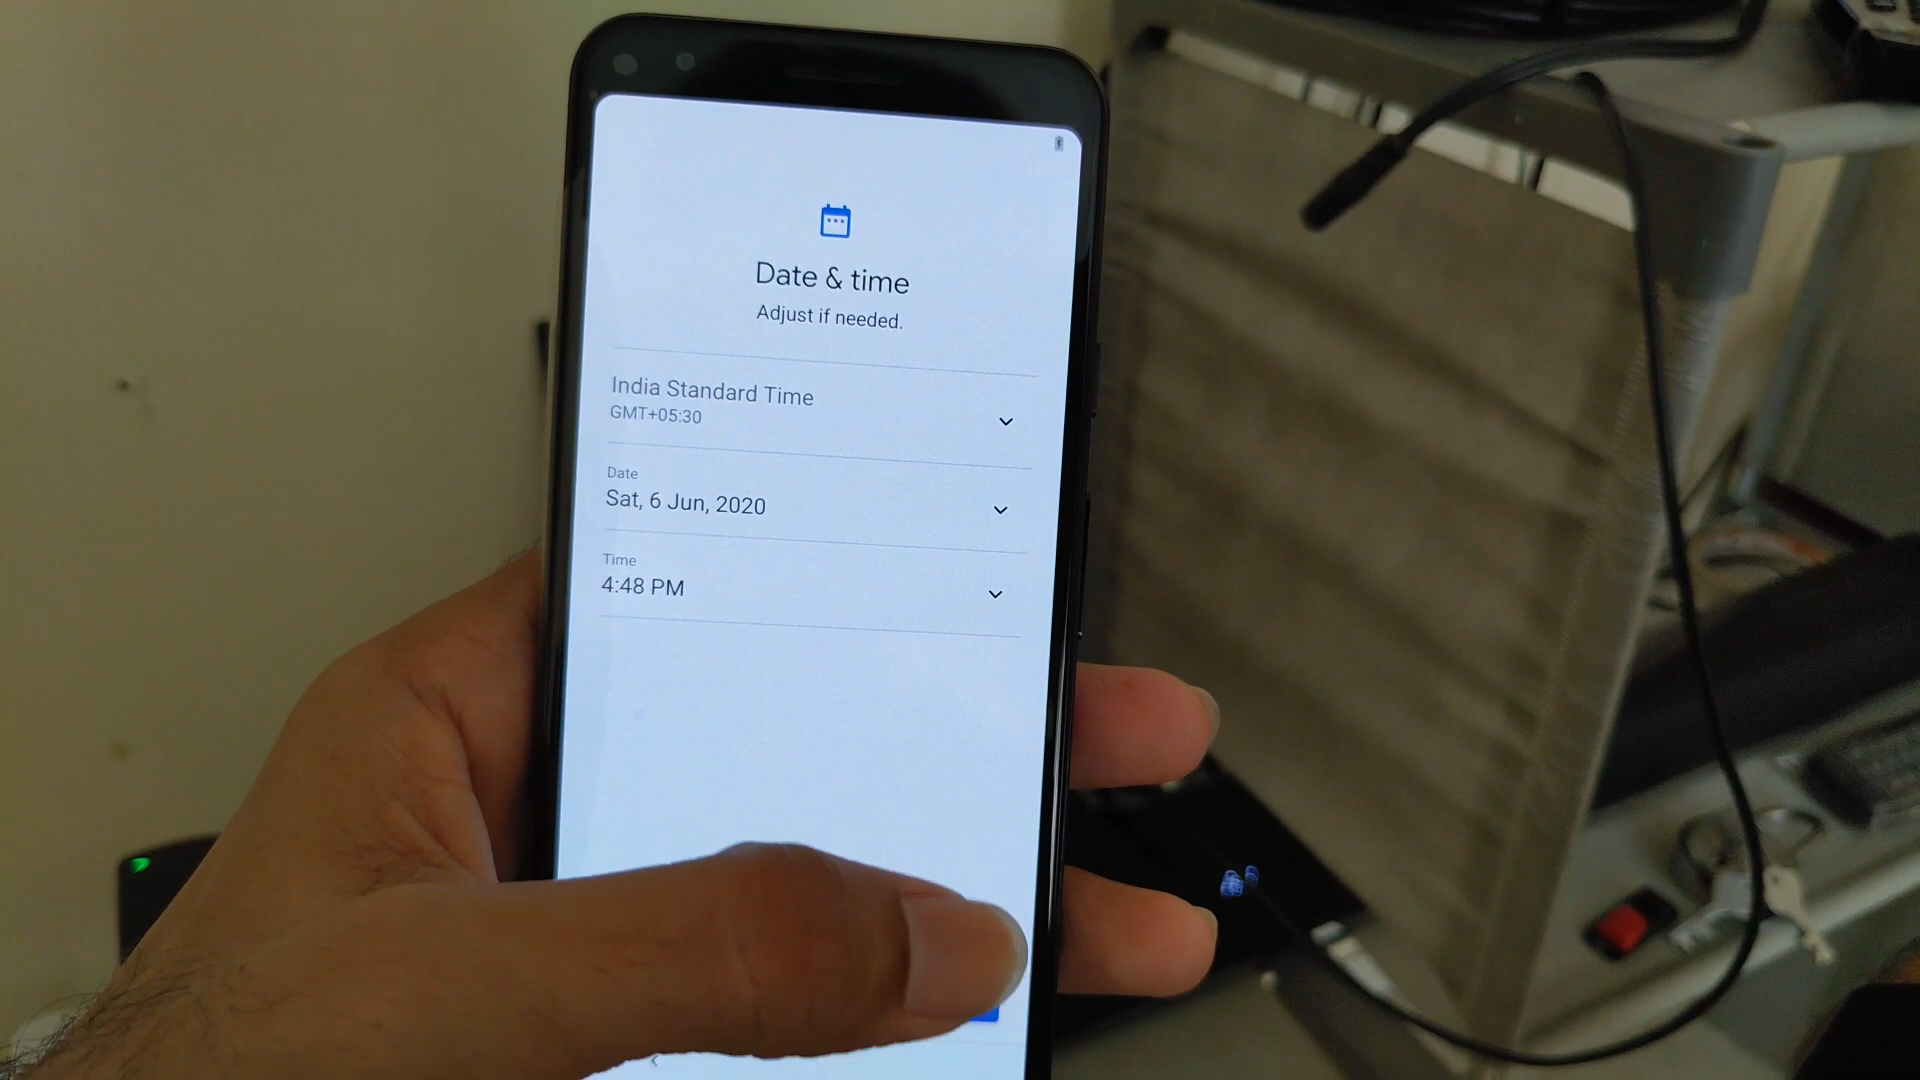 Date & time
Adjust if needed.
India Standard Time
GMT+05:30
Date
Sat, 6 Jun, 2020
Time
4:48 PM